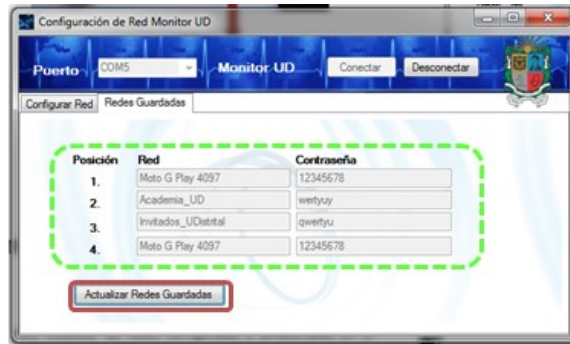 Configuración de Red Monitor UD
Puerto COM5 Monitor UD Conectar Desconectar
Configurar Red Redes Guardadas
Posición Red Contraseña
1. Moto G Play 4097 12345678
2. Academia_UD wertyuy
3. Invitados_UDistrital qwertyu
4. Moto G Play 4097 12345678
Actualizar Redes Guardadas